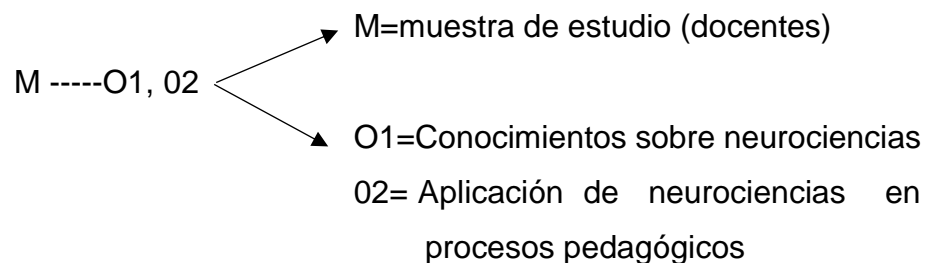 M=muestra de estudio (docentes)
M -----O1, 02
O1=Conocimientos sobre neurociencias
02= Aplicación de neurociencias en
procesos pedagógicos